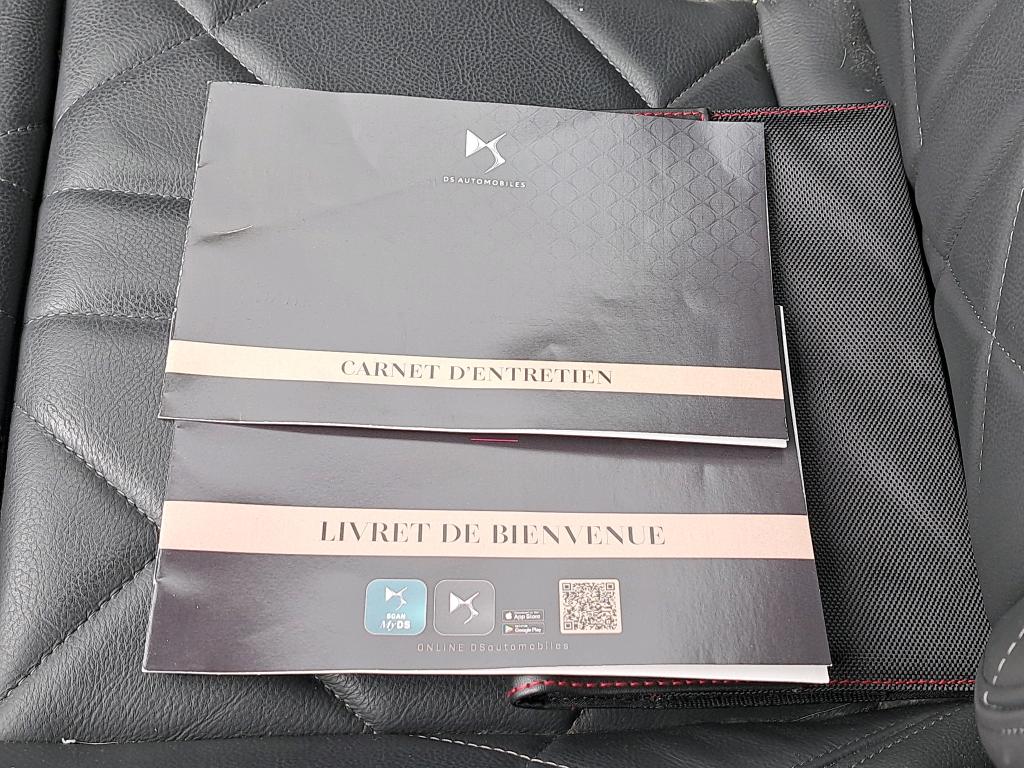 DS AUTOMOBILES
CARNET D'ENTRETIEN
LIVRET DE BIENVENUE
SCAN
MyDS
App Store
Google Play
ONLINE DSautomobiles